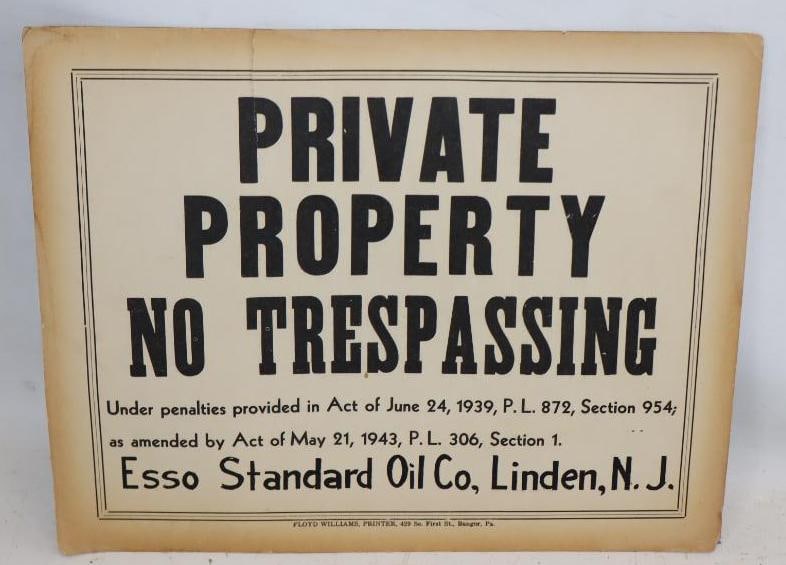 PRIVATE
PROPERTY
NO TRESPASSING
Under penalties provided in Act of June 24, 1939, P. L. 872, Section 954;
as amended by Act of May 21, 1943, P. L. 306, Section 1.
Esso Standard Oil Co., Linden, N. J.
FLOYD WILLIAMS, PRINTER, 429 So. First St., Bangor, Pa.